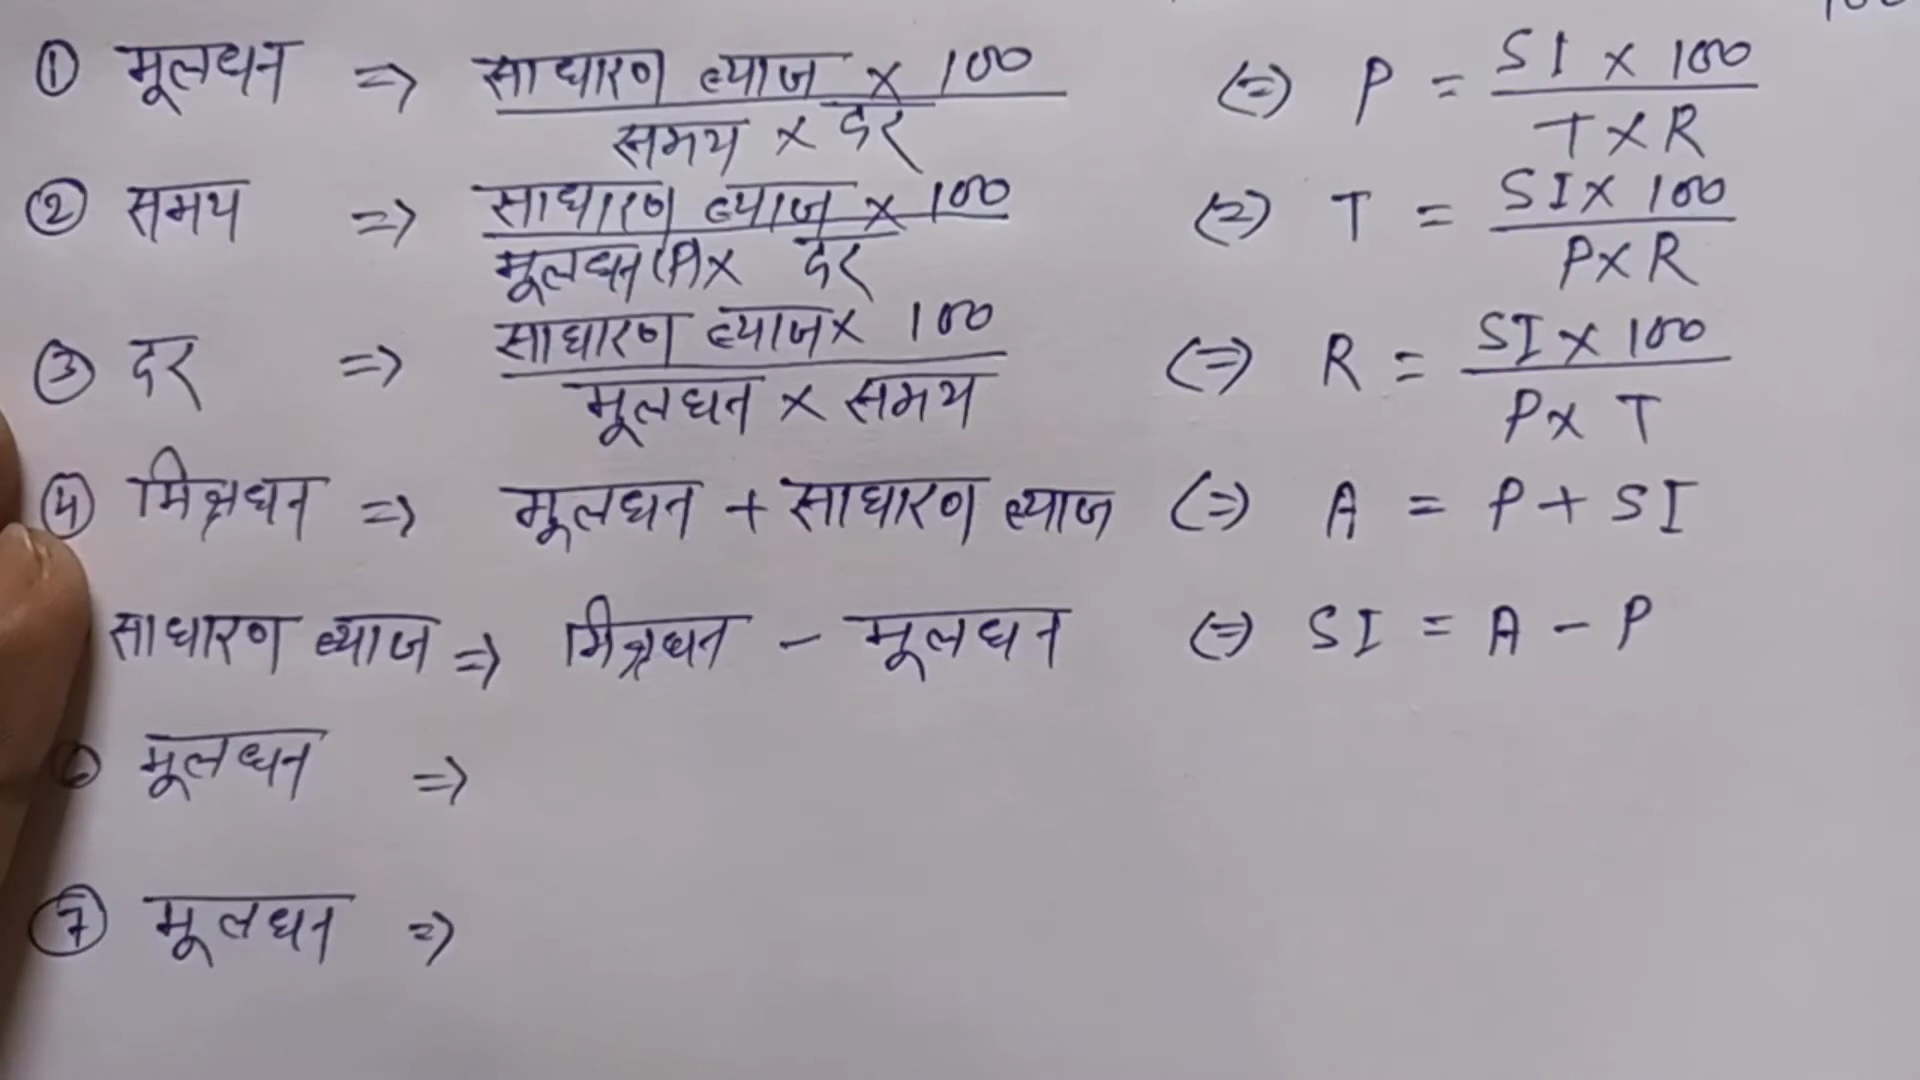 ① मूलधन => साधारण ब्याज × 100 / समय × दर (=) P = SI × 100 / T × R
② समय => साधारण ब्याज × 100 / मूलधन (P) × दर (=) T = SI × 100 / P × R
③ दर => साधारण ब्याज × 100 / मूलधन × समय (=) R = SI × 100 / P × T
④ मिश्रधन => मूलधन + साधारण ब्याज (=) A = P + SI
साधारण ब्याज => मिश्रधन - मूलधन (=) SI = A - P
⑥ मूलधन =>
⑦ मूलधन =>